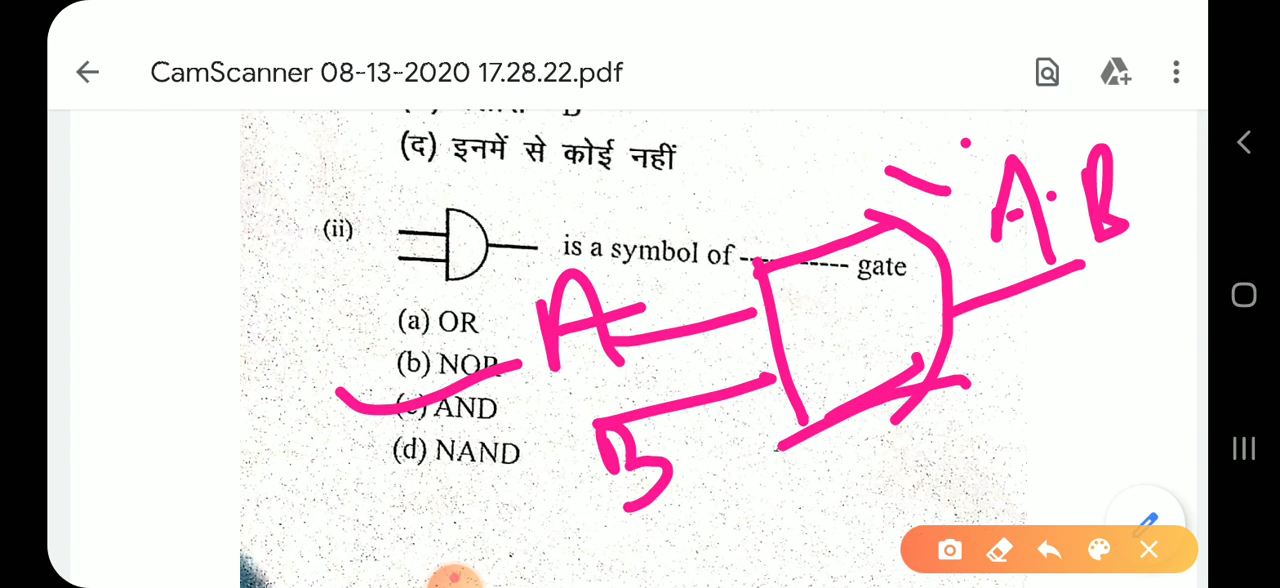 CamScanner 08-13-2020 17.28.22.pdf
(द) इनमें से कोई नहीं
(ii) is a symbol of ---------- gate
(a) OR
(b) NOR
(c) AND
(d) NAND
A
B
A·B